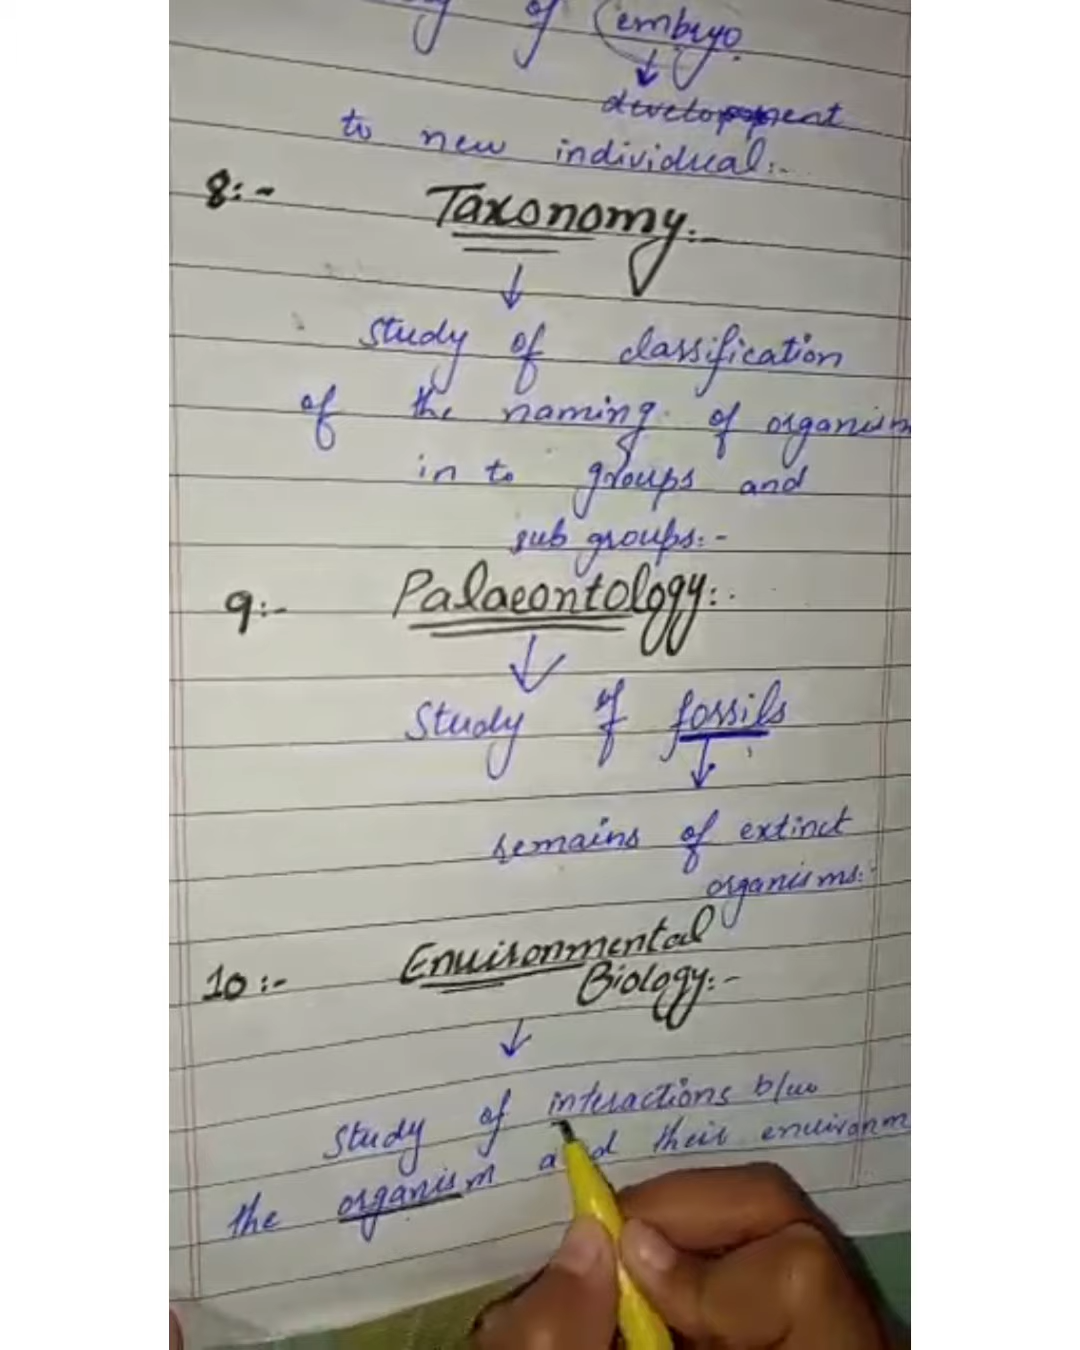 of embryo.
↓
development
to new individual:-
8:- Taxonomy:-
↓
study of classification
of the naming of organism
in to groups and
sub groups:-
9:- Palaeontology:-
↓
Study of fossils
↓
remains of extinct
organisms:-
10:- Environmental
Biology:-
↓
study of interactions b/w
the organism and their environm